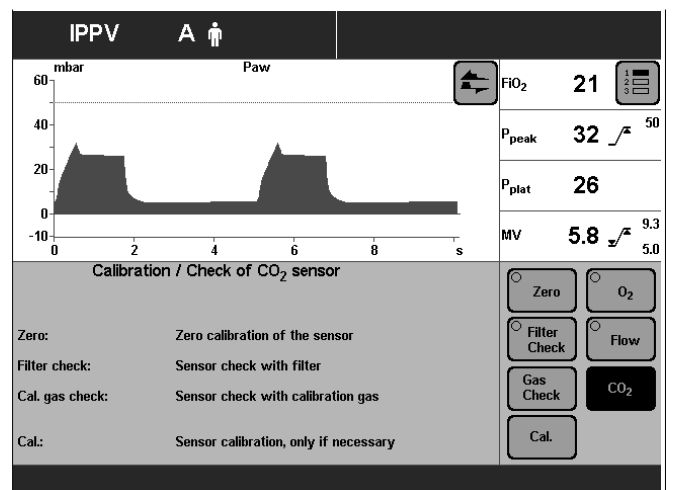 IPPV A
mbar Paw
60
40
20
0
-10
0 2 4 6 8 s
FiO₂ 21 1 2 3
Ppeak 32 50
Pplat 26
MV 5.8 9.3
5.0
Calibration / Check of CO₂ sensor
Zero: Zero calibration of the sensor
Filter check: Sensor check with filter
Cal. gas check: Sensor check with calibration gas
Cal.: Sensor calibration, only if necessary
Zero O₂
Filter
Check
Flow
Gas
Check
CO₂
Cal.